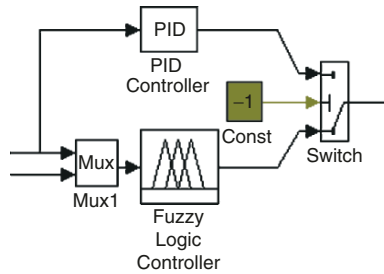 PID
PID
Controller
−1
Const
Switch
Mux
Mux1
Fuzzy
Logic
Controller